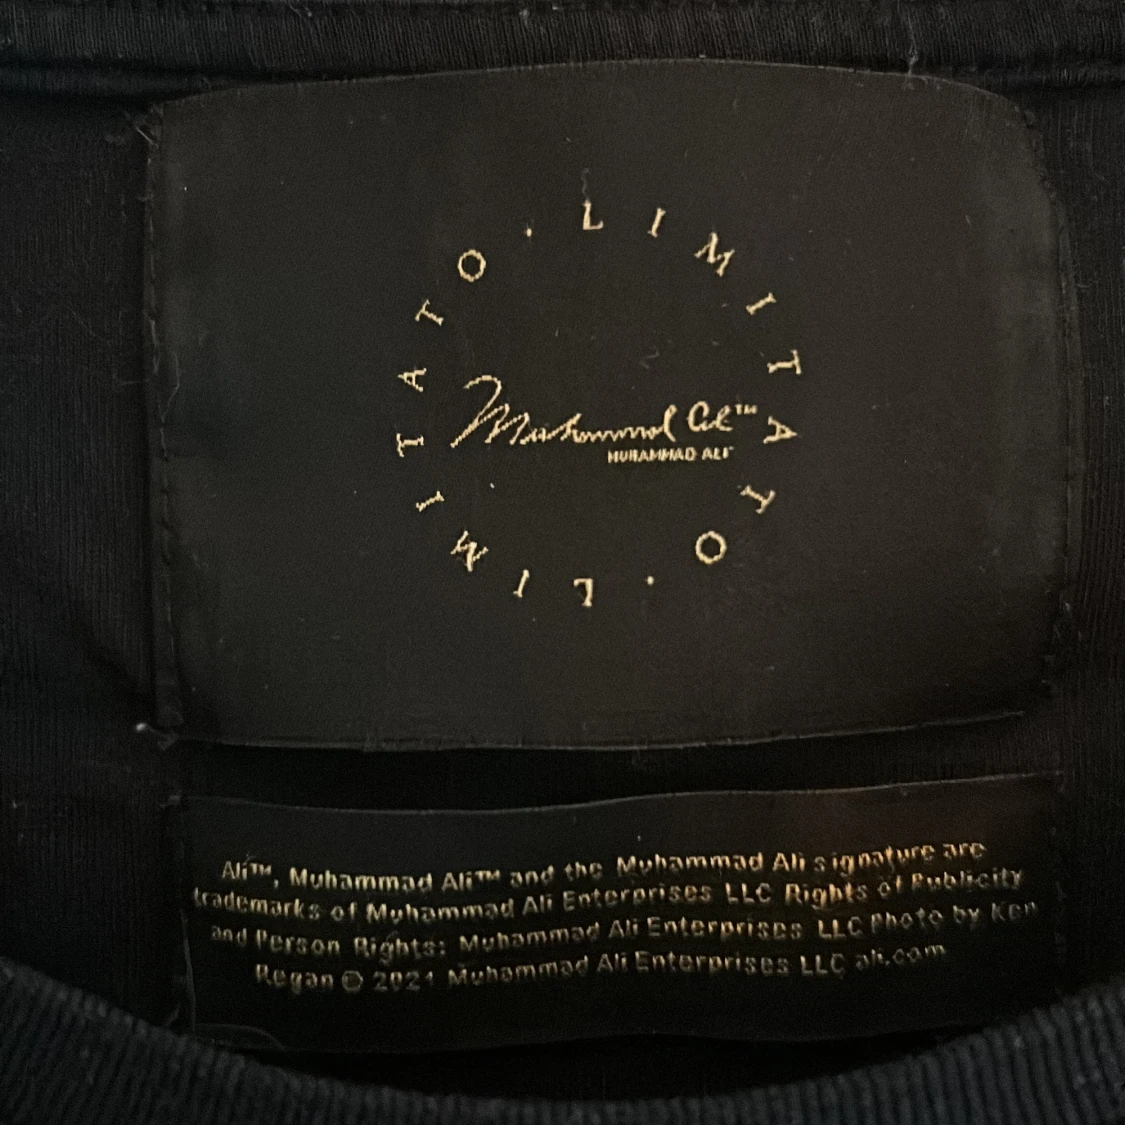 LIMITATO · LIMITATO ·
Muhammad Ali™
MUHAMMAD ALI™
Ali™, Muhammad Ali™ and the Muhammad Ali signature are
trademarks of Muhammad Ali Enterprises LLC Rights of Publicity
and Person Rights: Muhammad Ali Enterprises LLC Photo by Ken
Regan © 2021 Muhammad Ali Enterprises LLC ali.com